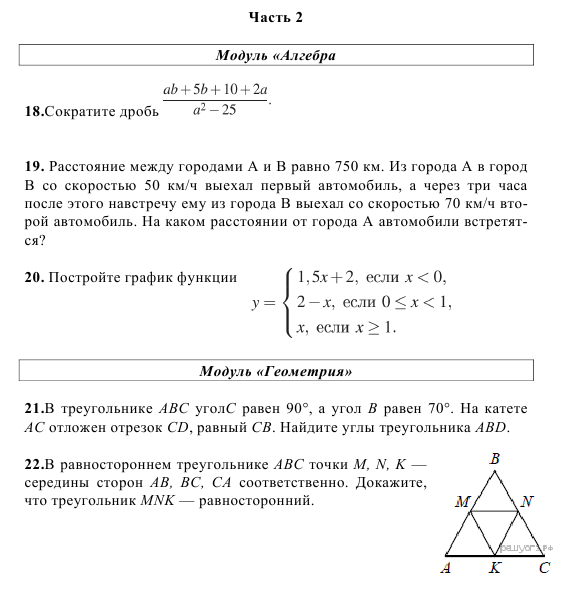 Часть 2
Модуль «Алгебра
18.Сократите дробь (ab + 5b + 10 + 2a)/(a² − 25).
19. Расстояние между городами А и В равно 750 км. Из города А в город
В со скоростью 50 км/ч выехал первый автомобиль, а через три часа
после этого навстречу ему из города В выехал со скоростью 70 км/ч вто-
рой автомобиль. На каком расстоянии от города А автомобили встретят-
ся?
20. Постройте график функции y = {
1,5x + 2, если x < 0,
2 − x, если 0 ≤ x < 1,
x, если x ≥ 1.
Модуль «Геометрия»
21.В треугольнике ABC уголC равен 90°, а угол B равен 70°. На катете
AC отложен отрезок CD, равный CB. Найдите углы треугольника ABD.
22.В равностороннем треугольнике ABC точки M, N, K —
середины сторон AB, BC, CA соответственно. Докажите,
что треугольник MNK — равносторонний.
B
M N
A K C